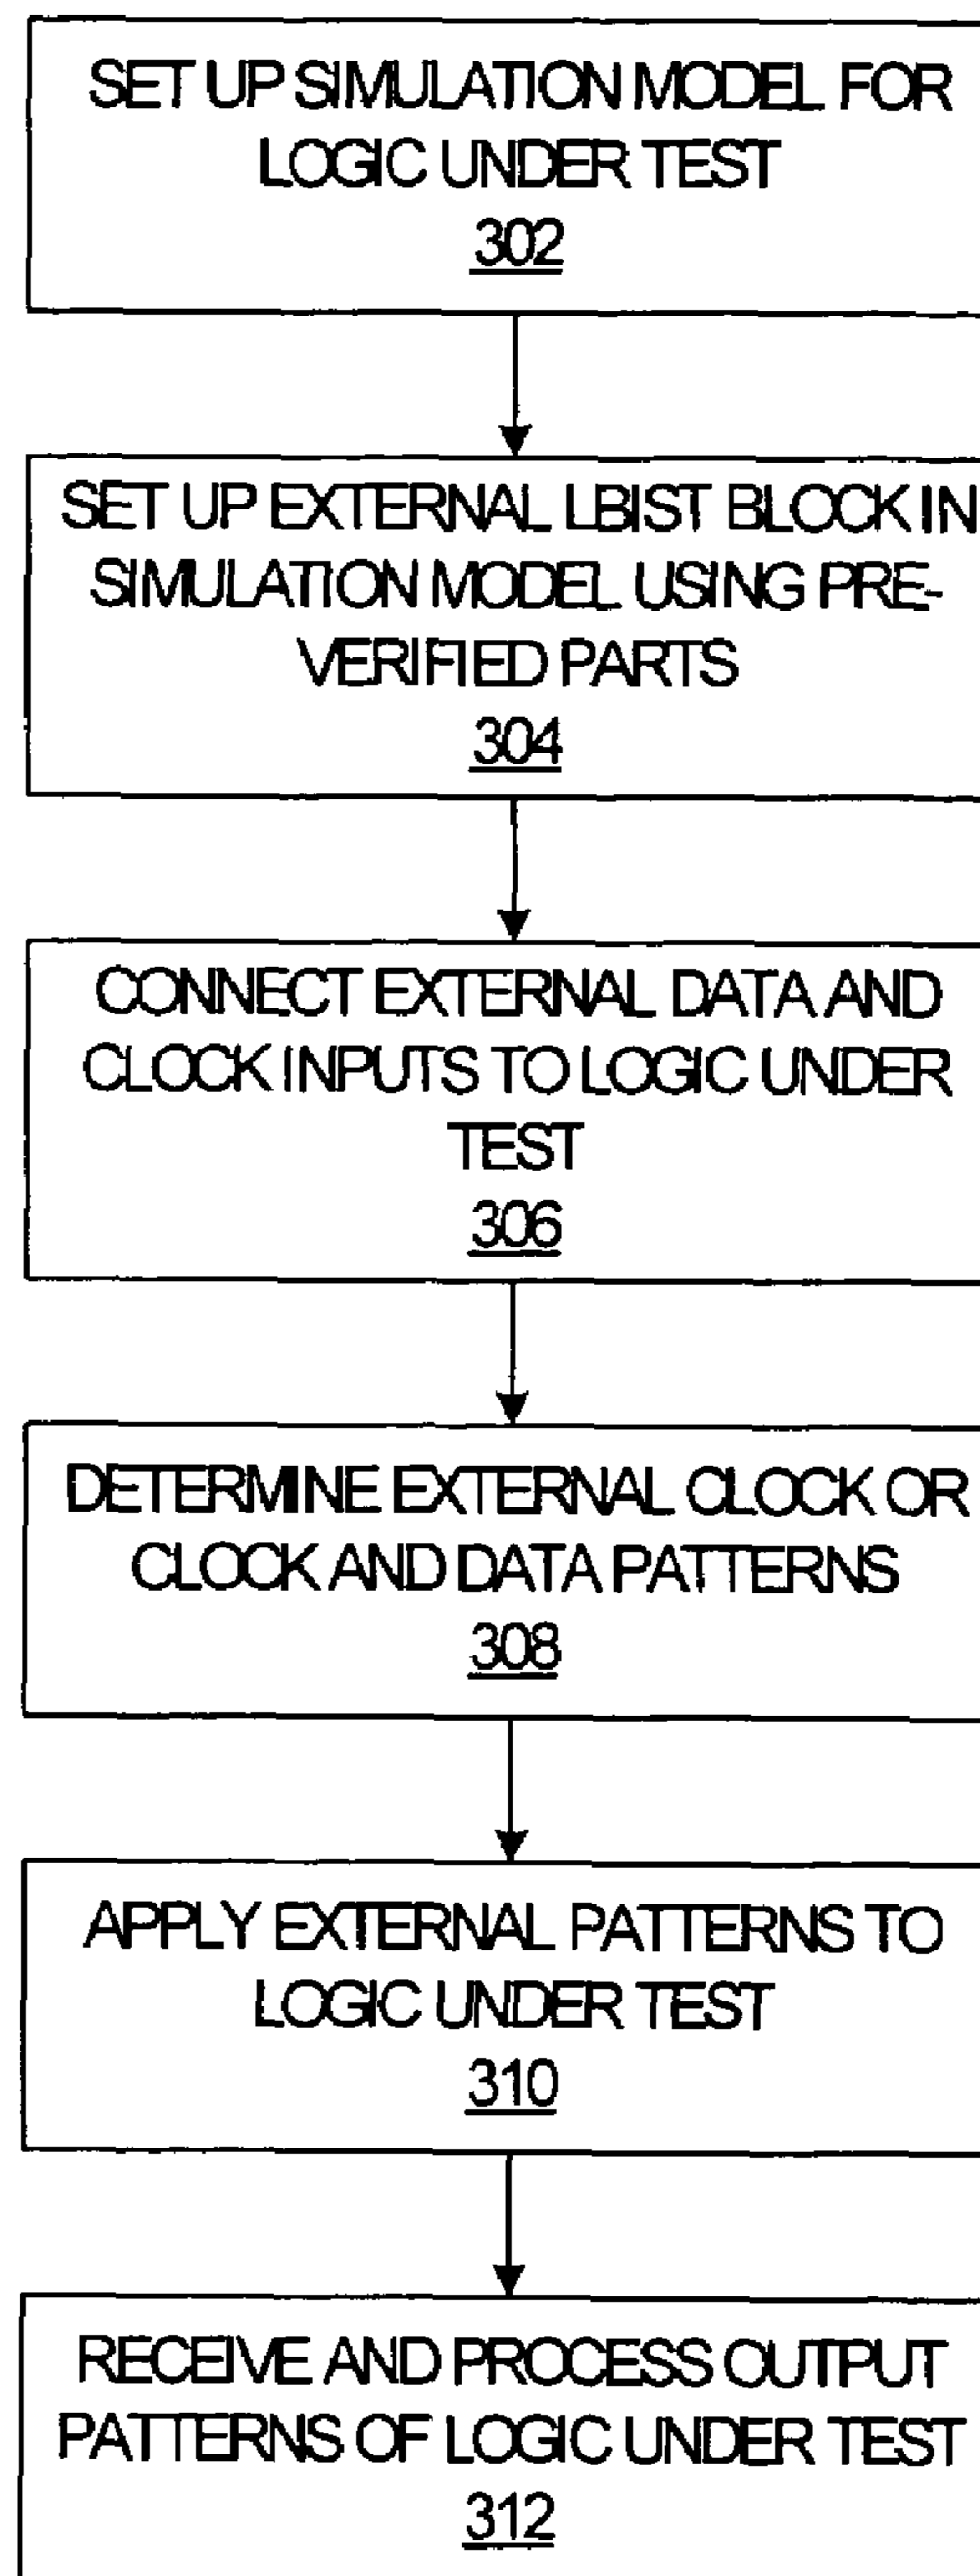 SET UP SIMULATION MODEL FOR
LOGIC UNDER TEST
302
SET UP EXTERNAL LBIST BLOCK IN
SIMULATION MODEL USING PRE-
VERIFIED PARTS
304
CONNECT EXTERNAL DATA AND
CLOCK INPUTS TO LOGIC UNDER
TEST
306
DETERMINE EXTERNAL CLOCK OR
CLOCK AND DATA PATTERNS
308
APPLY EXTERNAL PATTERNS TO
LOGIC UNDER TEST
310
RECEIVE AND PROCESS OUTPUT
PATTERNS OF LOGIC UNDER TEST
312